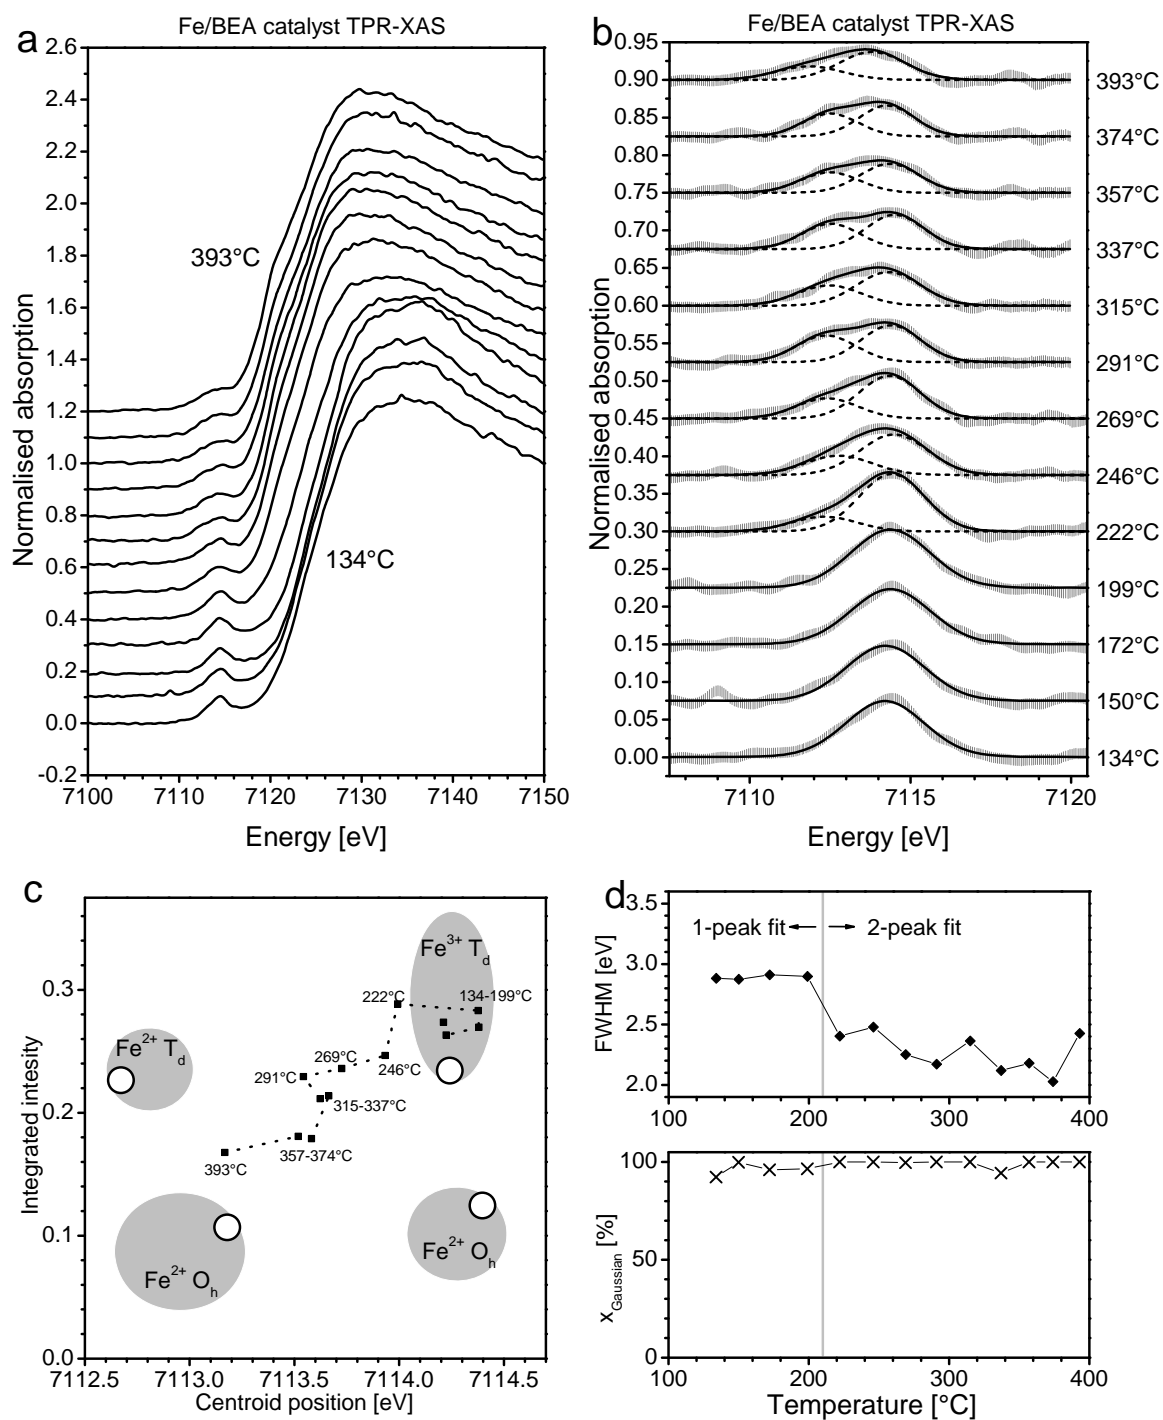 a
Fe/BEA catalyst TPR-XAS
2.6
2.4
2.2
2.0
1.8
1.6
1.4
1.2
1.0
0.8
0.6
0.4
0.2
0.0
-0.2
393°C
134°C
Normalised absorption
7100
7110
7120
7130
7140
7150
Energy [eV]
b
Fe/BEA catalyst TPR-XAS
0.95
0.90
0.85
0.80
0.75
0.70
0.65
0.60
0.55
0.50
0.45
0.40
0.35
0.30
0.25
0.20
0.15
0.10
0.05
0.00
393°C
374°C
357°C
337°C
315°C
291°C
269°C
246°C
222°C
199°C
172°C
150°C
134°C
Normalised absorption
7110
7115
7120
Energy [eV]
c
0.3
0.2
0.1
0.0
Integrated intesity
Fe3+ Td
222°C
134-199°C
Fe2+ Td
269°C
246°C
291°C
315-337°C
357-374°C
393°C
Fe2+ Oh
Fe2+ Oh
7112.5
7113.0
7113.5
7114.0
7114.5
Centroid position [eV]
d
3.5
3.0
2.5
2.0
FWHM [eV]
1-peak fit
2-peak fit
100
200
300
400
100
50
0
xGaussian [%]
100
200
300
400
Temperature [°C]